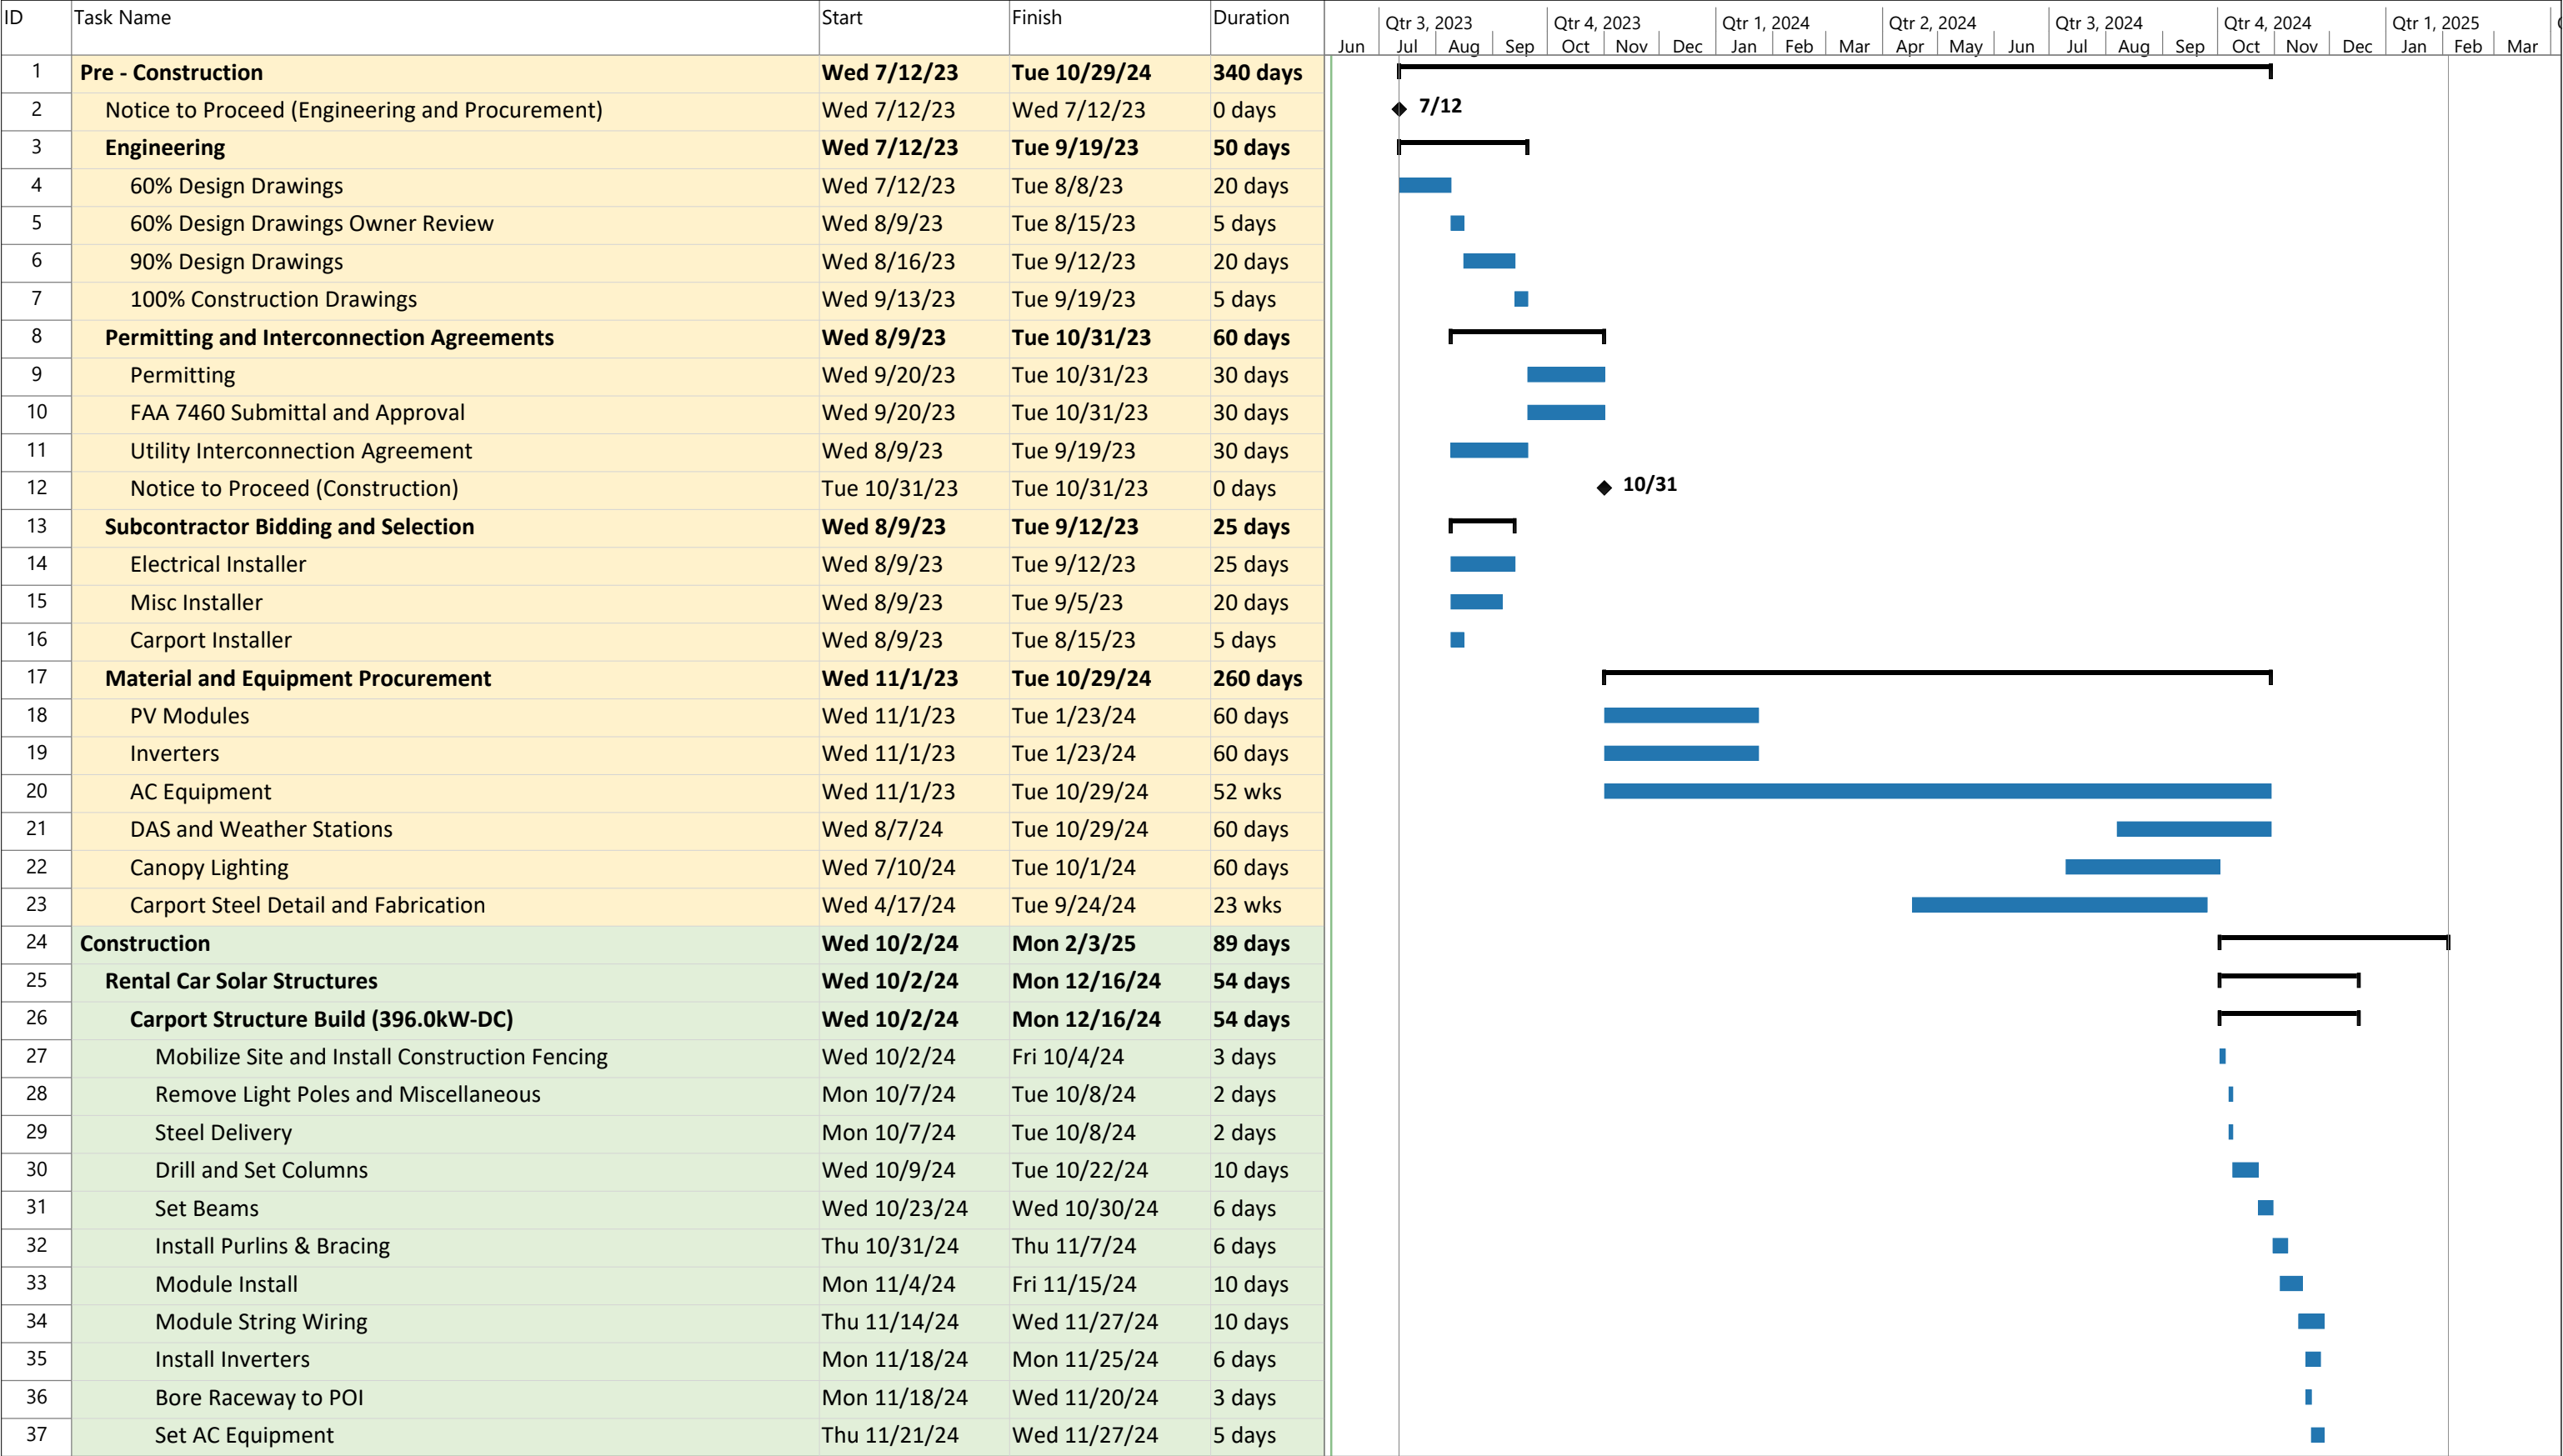 ID Task Name Start Finish Duration Qtr 3, 2023 Qtr 4, 2023 Qtr 1, 2024 Qtr 2, 2024 Qtr 3, 2024 Qtr 4, 2024 Qtr 1, 2025
Jun Jul Aug Sep Oct Nov Dec Jan Feb Mar Apr May Jun Jul Aug Sep Oct Nov Dec Jan Feb Mar
1 Pre - Construction Wed 7/12/23 Tue 10/29/24 340 days
2 Notice to Proceed (Engineering and Procurement) Wed 7/12/23 Wed 7/12/23 0 days 7/12
3 Engineering Wed 7/12/23 Tue 9/19/23 50 days
4 60% Design Drawings Wed 7/12/23 Tue 8/8/23 20 days
5 60% Design Drawings Owner Review Wed 8/9/23 Tue 8/15/23 5 days
6 90% Design Drawings Wed 8/16/23 Tue 9/12/23 20 days
7 100% Construction Drawings Wed 9/13/23 Tue 9/19/23 5 days
8 Permitting and Interconnection Agreements Wed 8/9/23 Tue 10/31/23 60 days
9 Permitting Wed 9/20/23 Tue 10/31/23 30 days
10 FAA 7460 Submittal and Approval Wed 9/20/23 Tue 10/31/23 30 days
11 Utility Interconnection Agreement Wed 8/9/23 Tue 9/19/23 30 days
12 Notice to Proceed (Construction) Tue 10/31/23 Tue 10/31/23 0 days 10/31
13 Subcontractor Bidding and Selection Wed 8/9/23 Tue 9/12/23 25 days
14 Electrical Installer Wed 8/9/23 Tue 9/12/23 25 days
15 Misc Installer Wed 8/9/23 Tue 9/5/23 20 days
16 Carport Installer Wed 8/9/23 Tue 8/15/23 5 days
17 Material and Equipment Procurement Wed 11/1/23 Tue 10/29/24 260 days
18 PV Modules Wed 11/1/23 Tue 1/23/24 60 days
19 Inverters Wed 11/1/23 Tue 1/23/24 60 days
20 AC Equipment Wed 11/1/23 Tue 10/29/24 52 wks
21 DAS and Weather Stations Wed 8/7/24 Tue 10/29/24 60 days
22 Canopy Lighting Wed 7/10/24 Tue 10/1/24 60 days
23 Carport Steel Detail and Fabrication Wed 4/17/24 Tue 9/24/24 23 wks
24 Construction Wed 10/2/24 Mon 2/3/25 89 days
25 Rental Car Solar Structures Wed 10/2/24 Mon 12/16/24 54 days
26 Carport Structure Build (396.0kW-DC) Wed 10/2/24 Mon 12/16/24 54 days
27 Mobilize Site and Install Construction Fencing Wed 10/2/24 Fri 10/4/24 3 days
28 Remove Light Poles and Miscellaneous Mon 10/7/24 Tue 10/8/24 2 days
29 Steel Delivery Mon 10/7/24 Tue 10/8/24 2 days
30 Drill and Set Columns Wed 10/9/24 Tue 10/22/24 10 days
31 Set Beams Wed 10/23/24 Wed 10/30/24 6 days
32 Install Purlins & Bracing Thu 10/31/24 Thu 11/7/24 6 days
33 Module Install Mon 11/4/24 Fri 11/15/24 10 days
34 Module String Wiring Thu 11/14/24 Wed 11/27/24 10 days
35 Install Inverters Mon 11/18/24 Mon 11/25/24 6 days
36 Bore Raceway to POI Mon 11/18/24 Wed 11/20/24 3 days
37 Set AC Equipment Thu 11/21/24 Wed 11/27/24 5 days